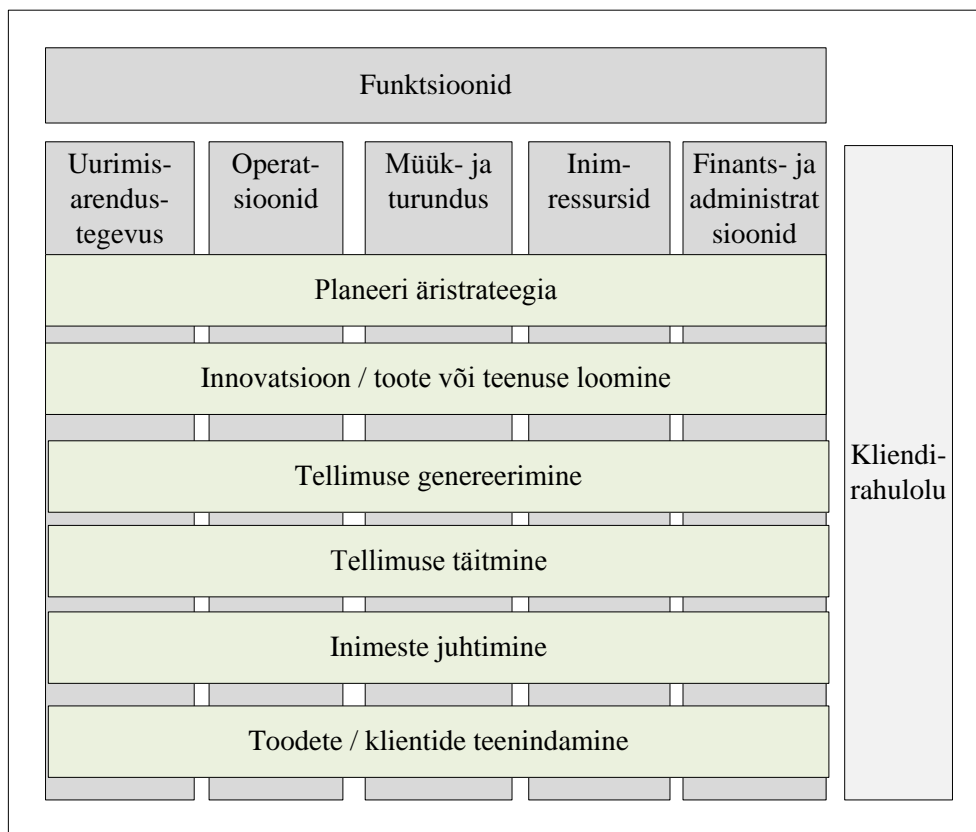 Funktsioonid
Uurimis-
arendus-
tegevus
Operat-
sioonid
Müük- ja
turundus
Inim-
ressursid
Finants- ja
administrat
sioonid
Planeeri äristrateegia
Innovatsioon / toote või teenuse loomine
Tellimuse genereerimine
Tellimuse täitmine
Inimeste juhtimine
Toodete / klientide teenindamine
Kliendi-
rahulolu